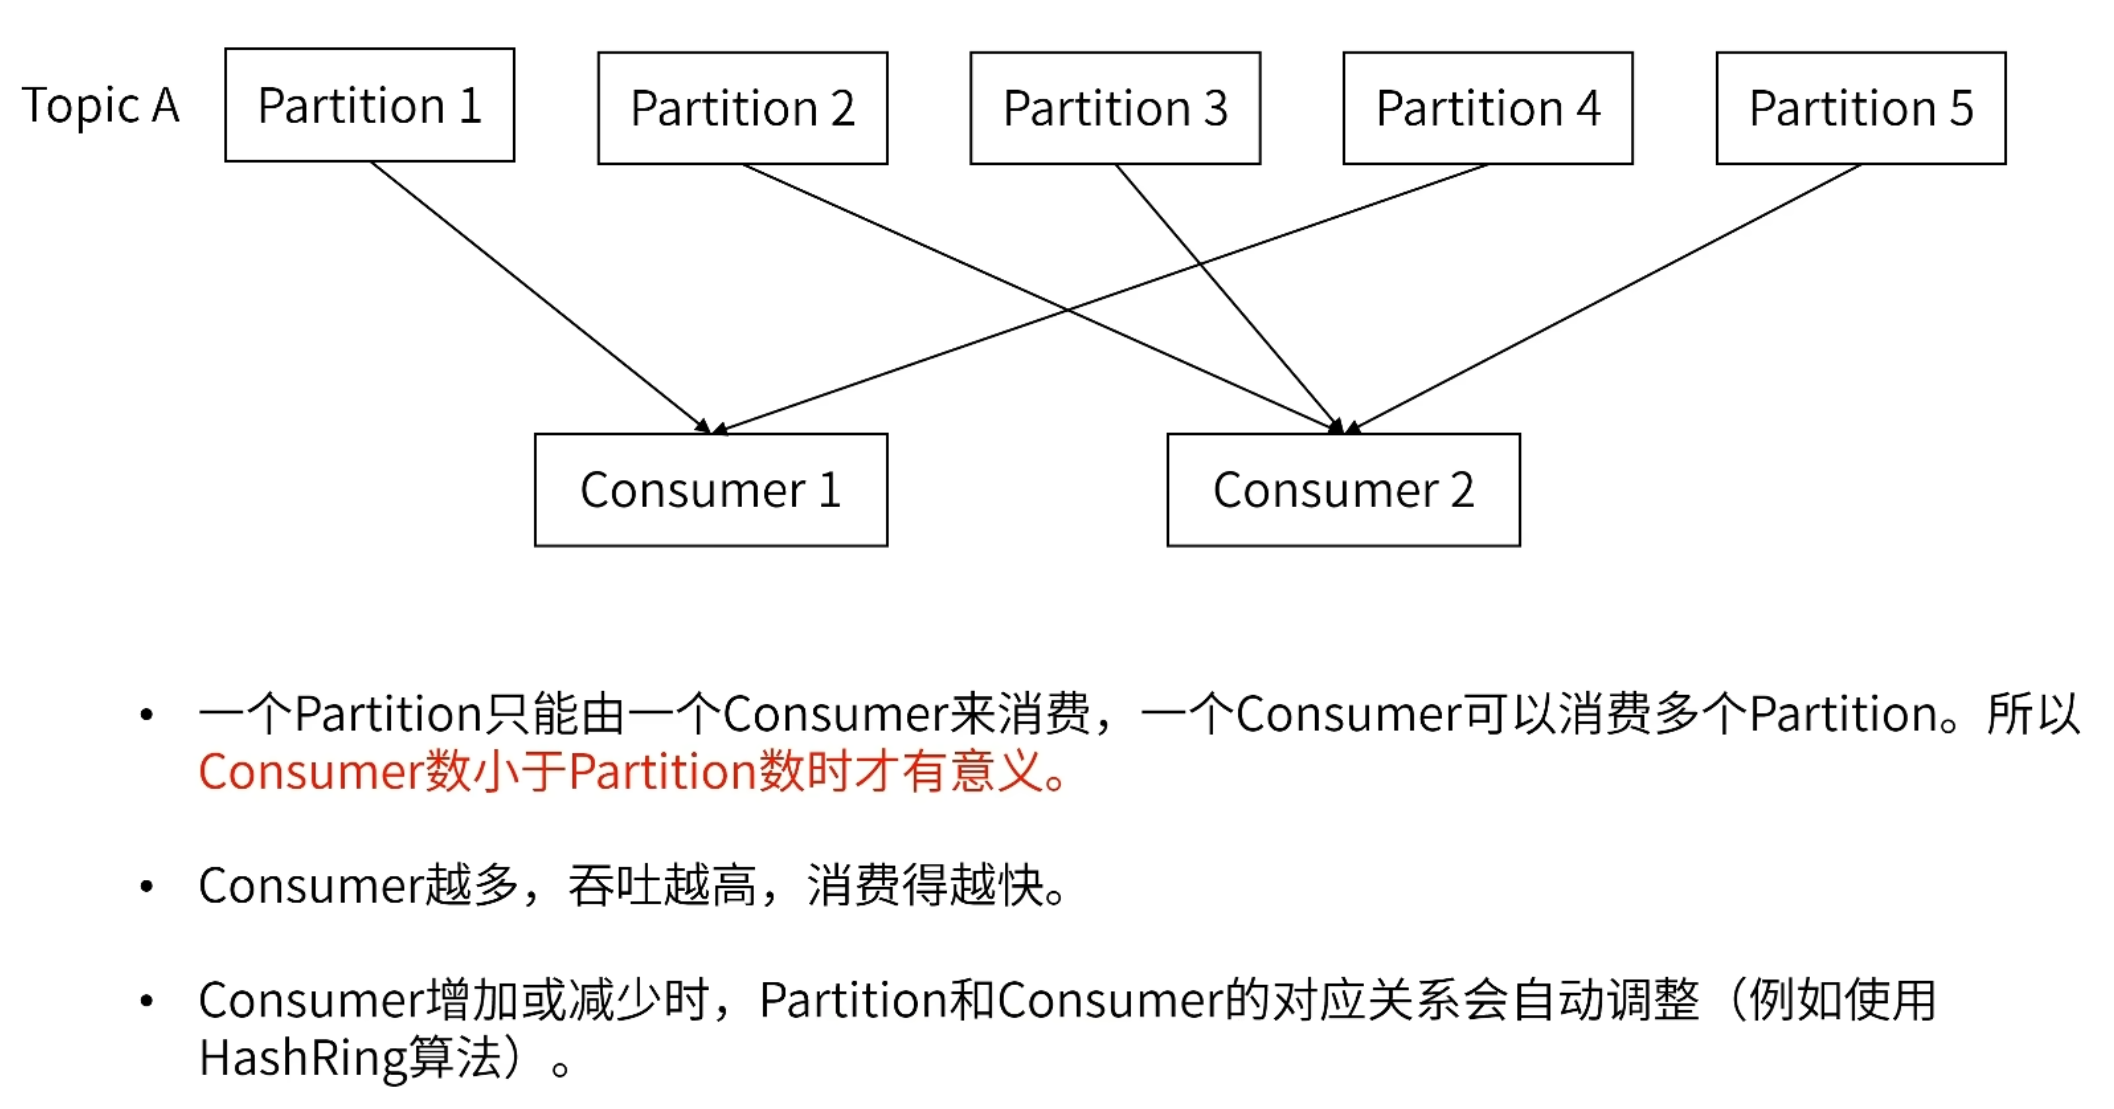 Topic A
Partition 1
Partition 2
Partition 3
Partition 4
Partition 5
Consumer 1
Consumer 2
• 一个Partition只能由一个Consumer来消费，一个Consumer可以消费多个Partition。所以
Consumer数小于Partition数时才有意义。
• Consumer越多，吞吐越高，消费得越快。
• Consumer增加或减少时，Partition和Consumer的对应关系会自动调整（例如使用
HashRing算法）。